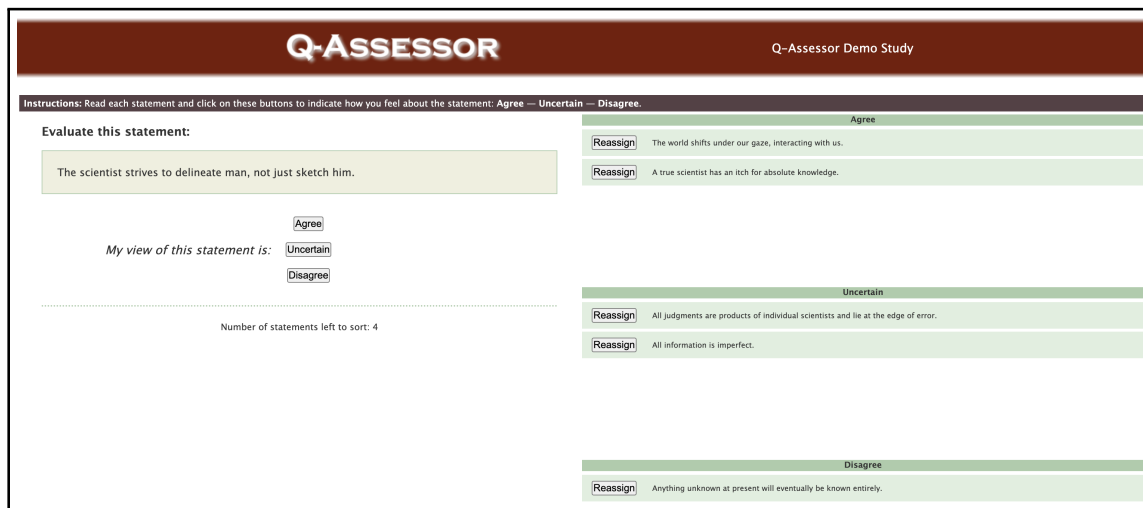 Q-ASSESSOR
Q-Assessor Demo Study
Instructions: Read each statement and click on these buttons to indicate how you feel about the statement: Agree — Uncertain — Disagree.
Evaluate this statement:
The scientist strives to delineate man, not just sketch him.
My view of this statement is:
Agree
Uncertain
Disagree
Number of statements left to sort: 4
Agree
Reassign The world shifts under our gaze, interacting with us.
Reassign A true scientist has an itch for absolute knowledge.
Uncertain
Reassign All judgments are products of individual scientists and lie at the edge of error.
Reassign All information is imperfect.
Disagree
Reassign Anything unknown at present will eventually be known entirely.